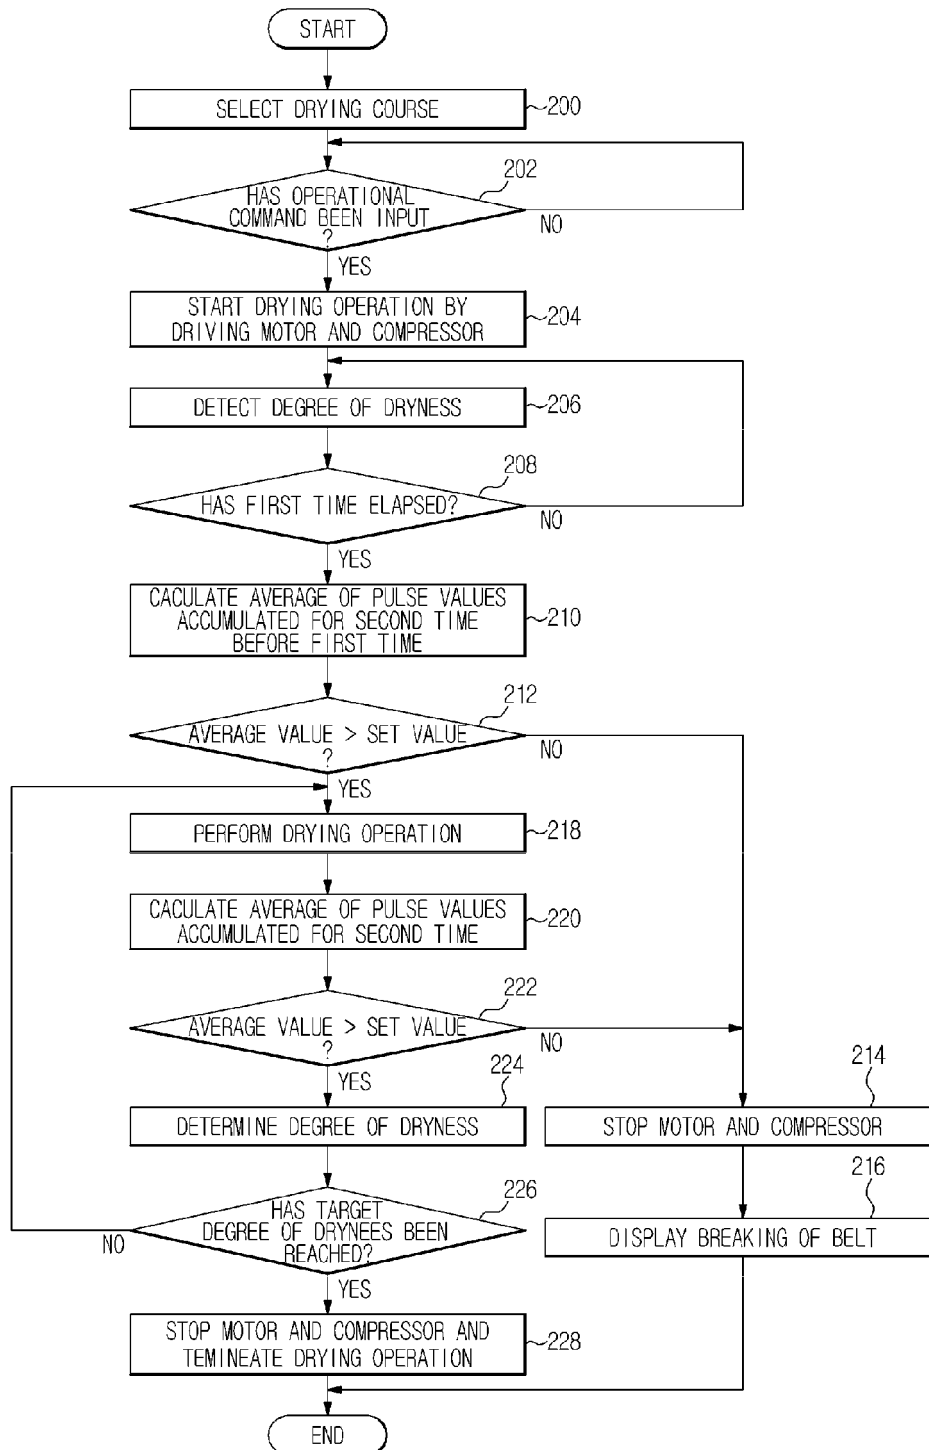 START
SELECT DRYING COURSE
200
202
HAS OPERATIONAL
COMMAND BEEN INPUT
?
NO
YES
START DRYING OPERATION BY
DRIVING MOTOR AND COMPRESSOR
204
DETECT DEGREE OF DRYNESS
206
208
HAS FIRST TIME ELAPSED?
NO
YES
CACULATE AVERAGE OF PULSE VALUES
ACCUMULATED FOR SECOND TIME
BEFORE FIRST TIME
210
212
AVERAGE VALUE > SET VALUE
?
NO
YES
PERFORM DRYING OPERATION
218
CACULATE AVERAGE OF PULSE VALUES
ACCUMULATED FOR SECOND TIME
220
222
AVERAGE VALUE > SET VALUE
?
NO
YES
224
DETERMINE DEGREE OF DRYNESS
214
STOP MOTOR AND COMPRESSOR
226
HAS TARGET
DEGREE OF DRYNEES BEEN
REACHED?
NO
YES
216
DISPLAY BREAKING OF BELT
STOP MOTOR AND COMPRESSOR AND
TEMINEATE DRYING OPERATION
228
END